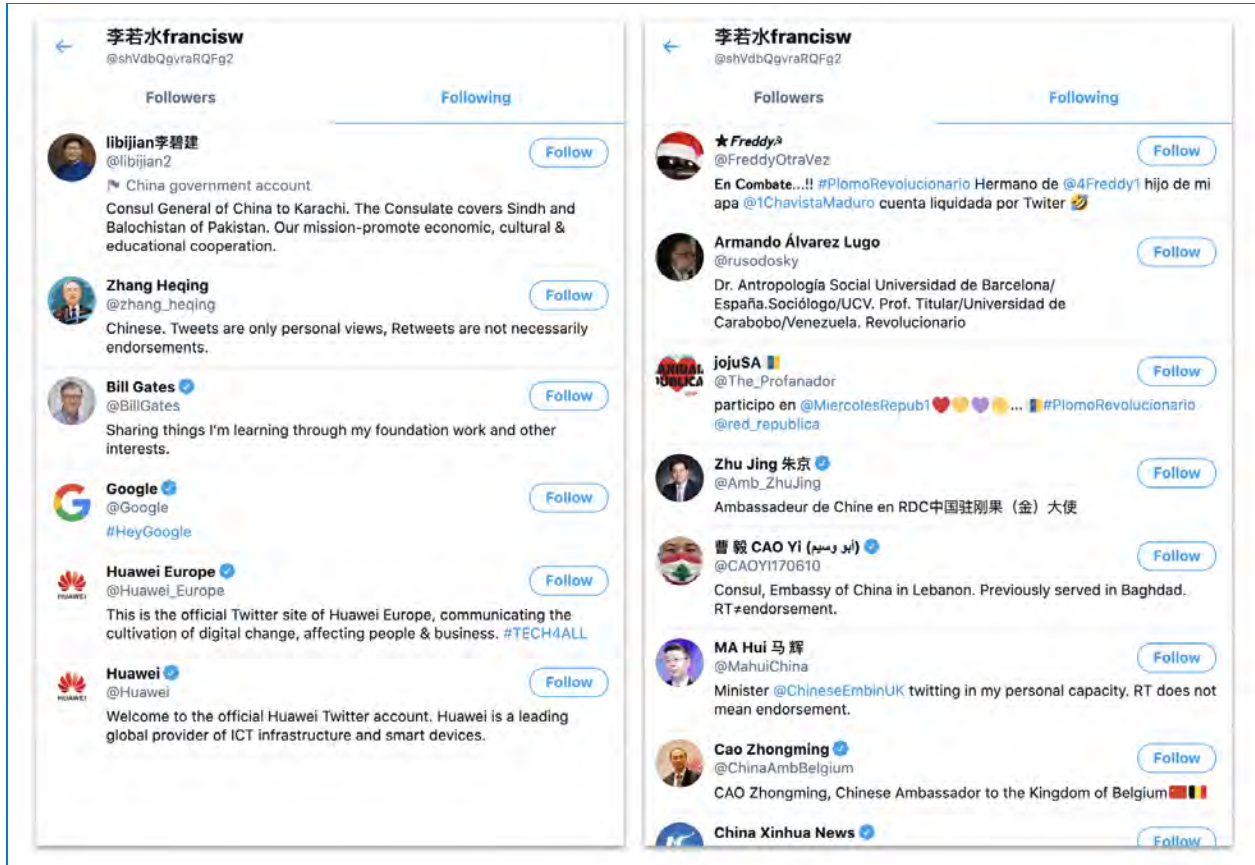 李若水francisw
@shVdbQgvraRQFg2
Followers
Following
libijian李碧建
@libijian2
Follow
China government account
Consul General of China to Karachi. The Consulate covers Sindh and
Balochistan of Pakistan. Our mission-promote economic, cultural &
educational cooperation.
Zhang Heqing
@zhang_heqing
Follow
Chinese. Tweets are only personal views, Retweets are not necessarily
endorsements.
Bill Gates
@BillGates
Follow
Sharing things I'm learning through my foundation work and other
interests.
Google
@Google
Follow
#HeyGoogle
Huawei Europe
@Huawei_Europe
Follow
HUAWEI
This is the official Twitter site of Huawei Europe, communicating the
cultivation of digital change, affecting people & business. #TECH4ALL
Huawei
@Huawei
Follow
HUAWEI
Welcome to the official Huawei Twitter account. Huawei is a leading
global provider of ICT infrastructure and smart devices.
李若水francisw
@shVdbQgvraRQFg2
Followers
Following
★Freddy☭
@FreddyOtraVez
Follow
En Combate...!! #PlomoRevolucionario Hermano de @4Freddy1 hijo de mi
apa @1ChavistaMaduro cuenta liquidada por Twiter 🤣
Armando Álvarez Lugo
@rusodosky
Follow
Dr. Antropología Social Universidad de Barcelona/
España.Sociólogo/UCV. Prof. Titular/Universidad de
Carabobo/Venezuela. Revolucionario
jojuSA
@The_Profanador
Follow
participo en @MiercolesRepub1 ... #PlomoRevolucionario
@red_republica
Zhu Jing 朱京
@Amb_ZhuJing
Follow
Ambassadeur de Chine en RDC中国驻刚果（金）大使
曹 毅 CAO Yi (أبو وسيم)
@CAOYI170610
Follow
Consul, Embassy of China in Lebanon. Previously served in Baghdad.
RT≠endorsement.
MA Hui 马 辉
@MahuiChina
Follow
Minister @ChineseEmbinUK twitting in my personal capacity. RT does not
mean endorsement.
Cao Zhongming
@ChinaAmbBelgium
Follow
CAO Zhongming, Chinese Ambassador to the Kingdom of Belgium🇨🇳🇧🇪
China Xinhua News
Follow